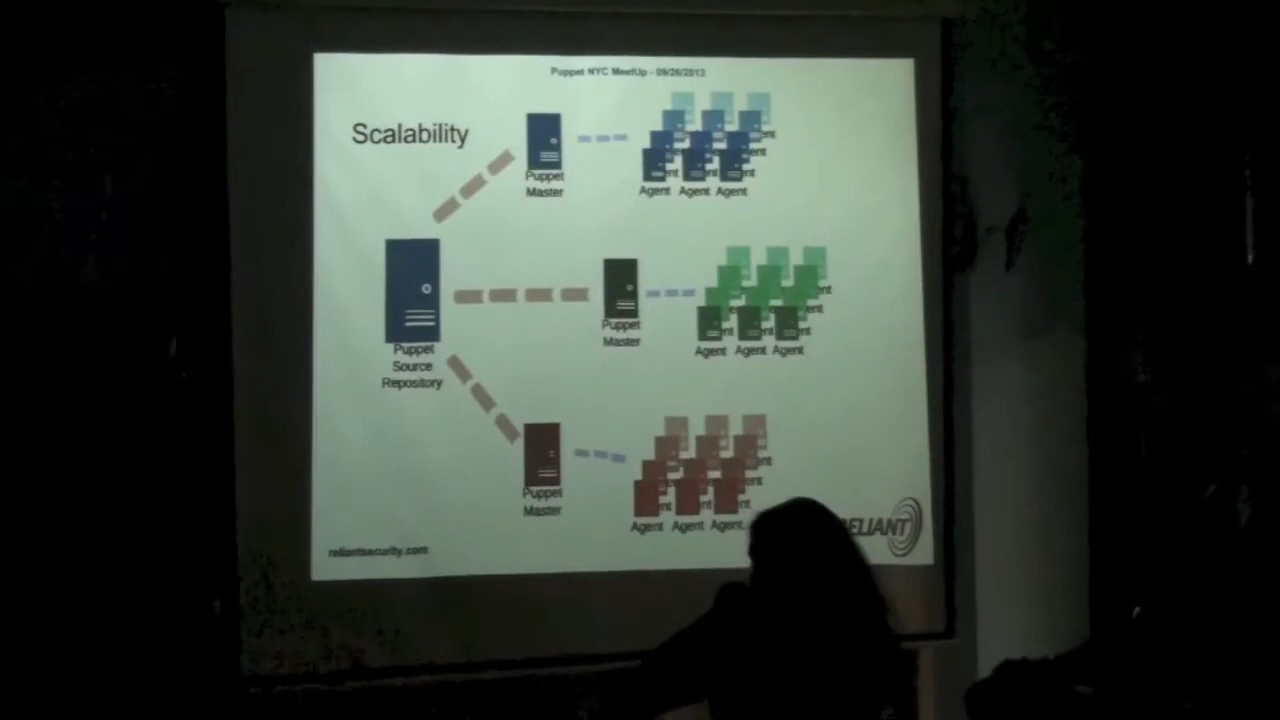 Puppet NYC MeetUp - 09/26/2013
Scalability
Puppet
Master
Agent Agent Agent
Puppet
Source
Repository
Puppet
Master
Agent Agent Agent
Puppet
Master
Agent Agent Agent
reliantsecurity.com
RELIANT